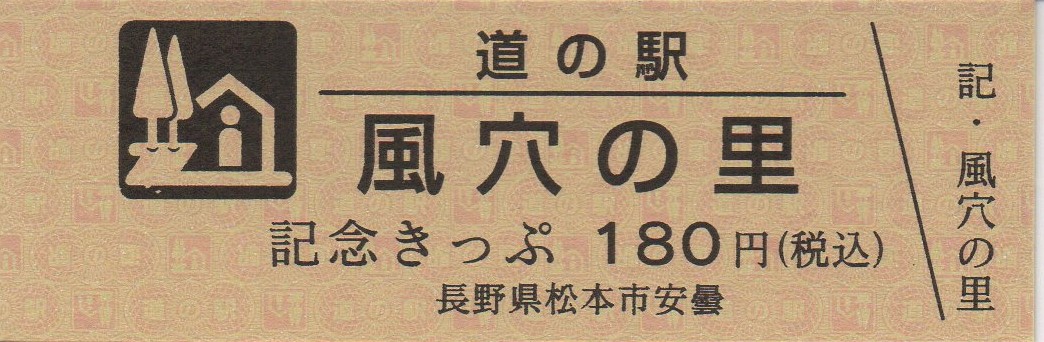 道の駅
風穴の里
記念きっぷ 180円(税込)
長野県松本市安曇
記・風穴の里